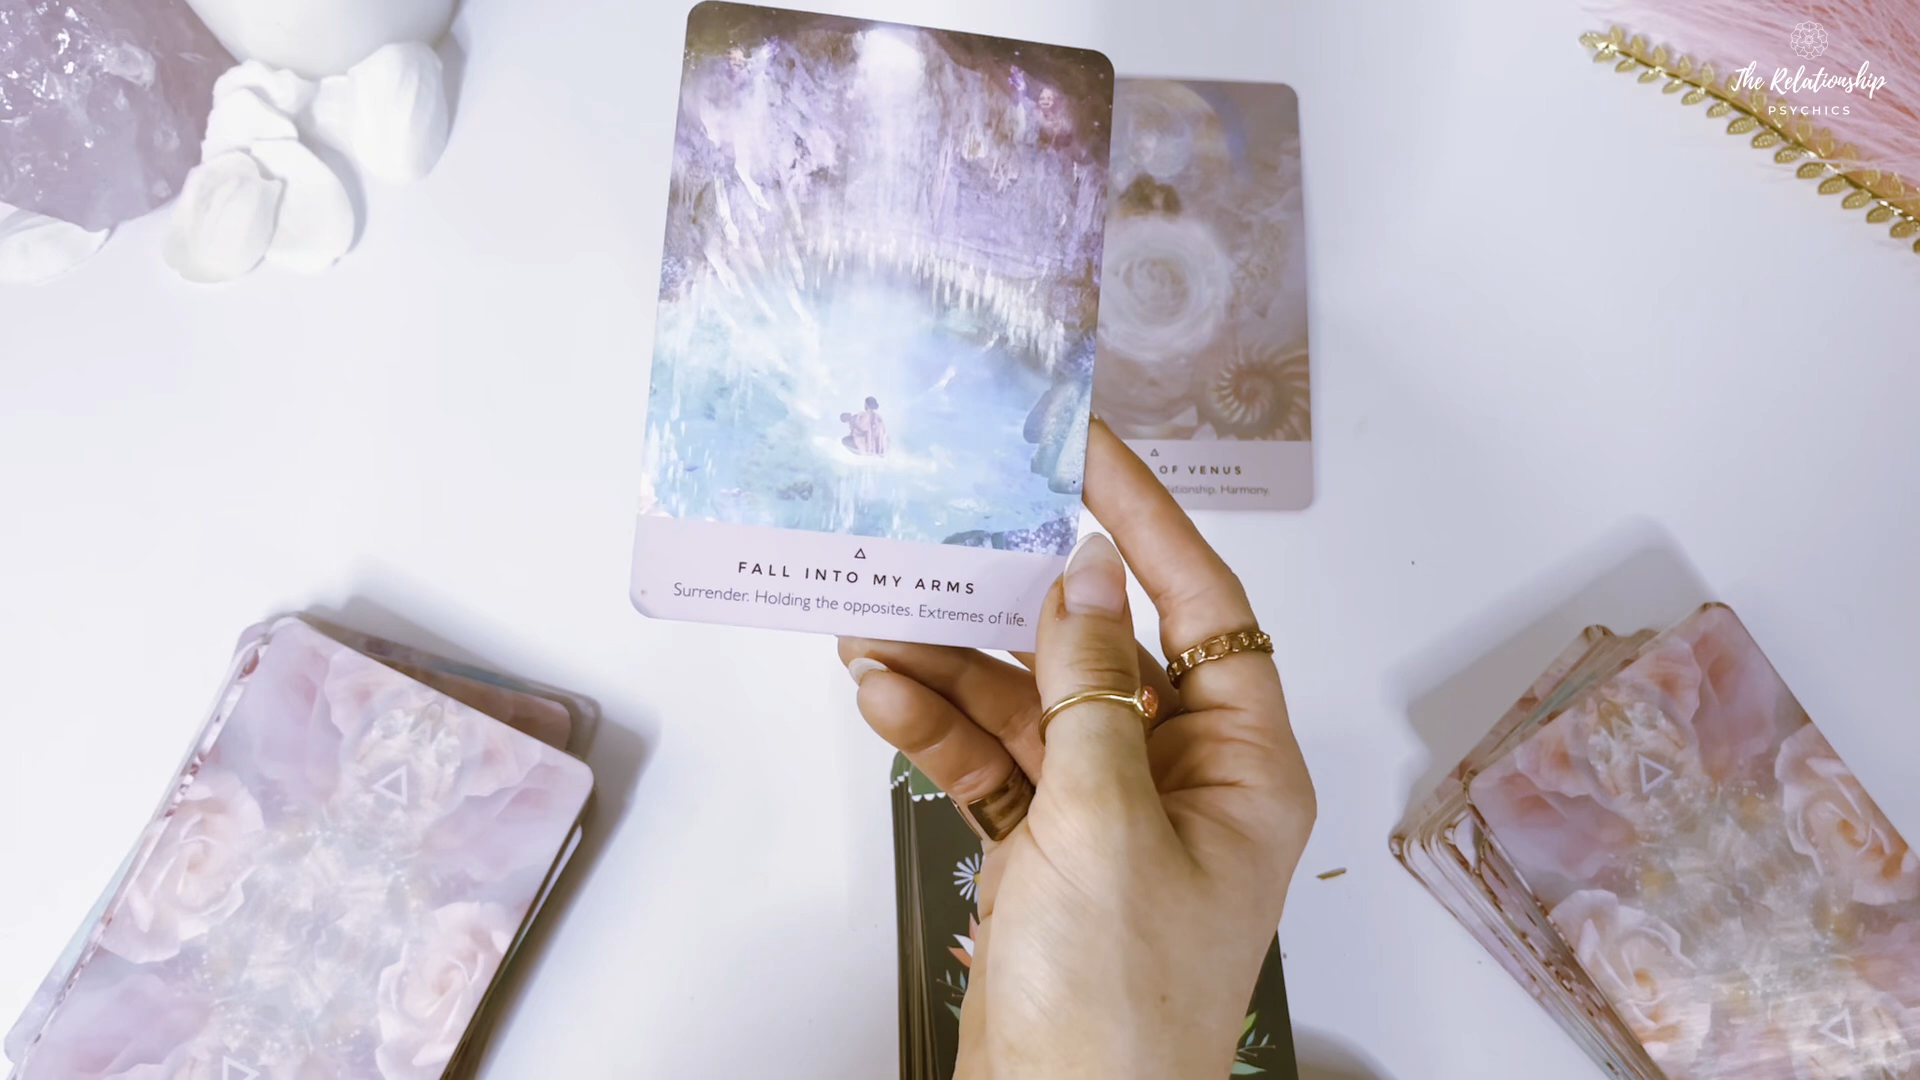 The Relationship
PSYCHICS
OF VENUS
Harmony.
FALL INTO MY ARMS
Surrender. Holding the opposites. Extremes of life.